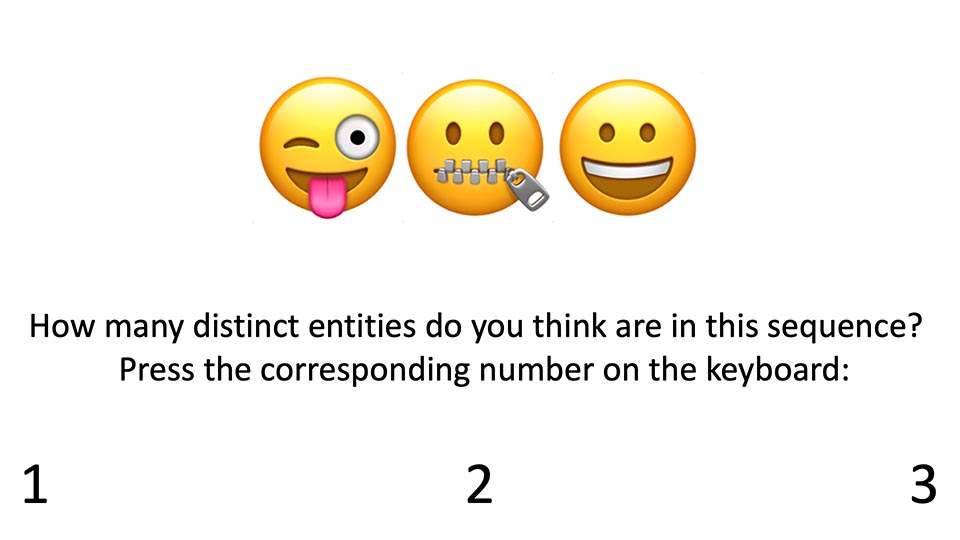 How many distinct entities do you think are in this sequence?
Press the corresponding number on the keyboard:
1 2 3